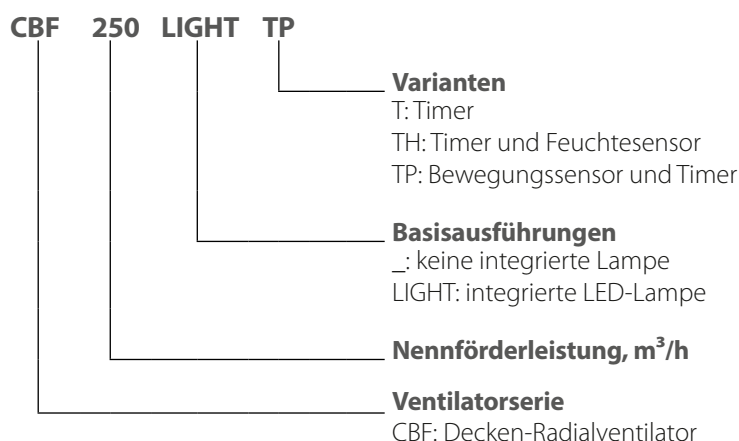 CBF 250 LIGHT TP
Varianten
T: Timer
TH: Timer und Feuchtesensor
TP: Bewegungssensor und Timer
Basisausführungen
_: keine integrierte Lampe
LIGHT: integrierte LED-Lampe
Nennförderleistung, m³/h
Ventilatorserie
CBF: Decken-Radialventilator